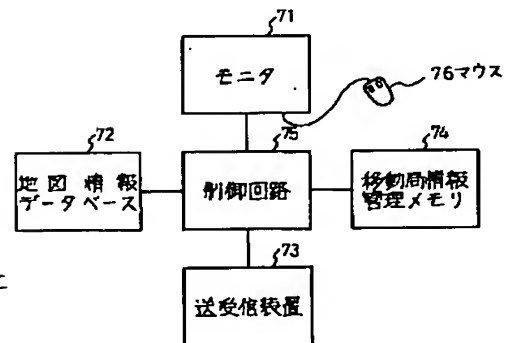 71
モニタ
76マウス
72
75
74
地図情報
データベース
制御回路
移動局情報
管理メモリ
73
送受信装置